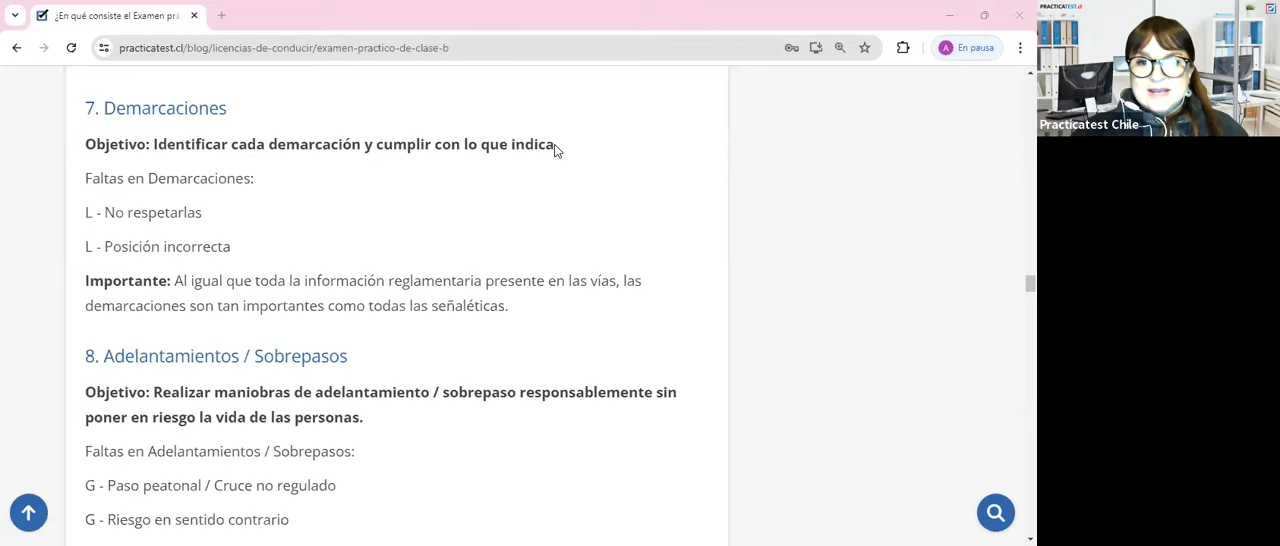 ¿En qué consiste el Examen pra
practicatest.cl/blog/licencias-de-conducir/examen-practico-de-clase-b
A
En pausa
7. Demarcaciones
Objetivo: Identificar cada demarcación y cumplir con lo que indica.
Faltas en Demarcaciones:
L - No respetarlas
L - Posición incorrecta
Importante: Al igual que toda la información reglamentaria presente en las vías, las
demarcaciones son tan importantes como todas las señaléticas.
8. Adelantamientos / Sobrepasos
Objetivo: Realizar maniobras de adelantamiento / sobrepaso responsablemente sin
poner en riesgo la vida de las personas.
Faltas en Adelantamientos / Sobrepasos:
G - Paso peatonal / Cruce no regulado
G - Riesgo en sentido contrario
PRACTICATEST.cl
Practicatest Chile